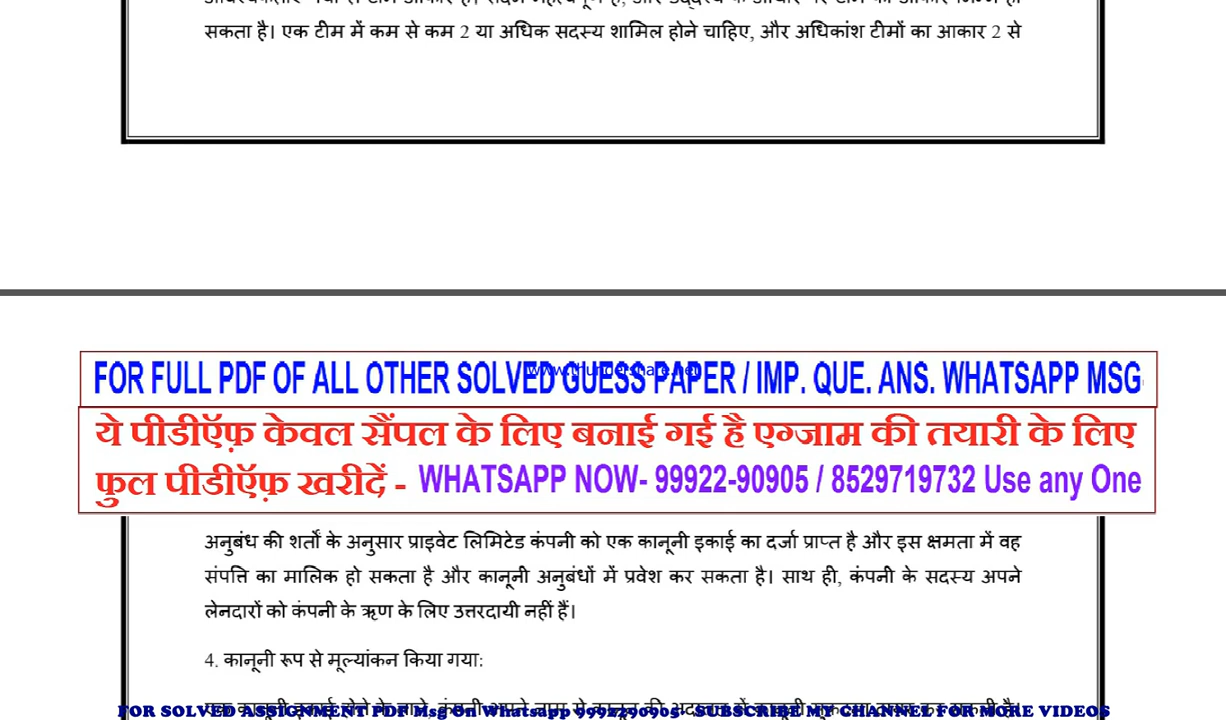 सकता है। एक टीम में कम से कम 2 या अधिक सदस्य शामिल होने चाहिए, और अधिकांश टीमों का आकार 2 से
www.thundershare.net
FOR FULL PDF OF ALL OTHER SOLVED GUESS PAPER / IMP. QUE. ANS. WHATSAPP MSG
ये पीडीऍफ़ केवल सैंपल के लिए बनाई गई है एग्जाम की तयारी के लिए
फुल पीडीऍफ़ खरीदें - WHATSAPP NOW- 99922-90905 / 8529719732 Use any One
अनुबंध की शर्तों के अनुसार प्राइवेट लिमिटेड कंपनी को एक कानूनी इकाई का दर्जा प्राप्त है और इस क्षमता में वह
संपत्ति का मालिक हो सकता है और कानूनी अनुबंधों में प्रवेश कर सकता है। साथ ही, कंपनी के सदस्य अपने
लेनदारों को कंपनी के ऋण के लिए उत्तरदायी नहीं हैं।
4. कानूनी रूप से मूल्यांकन किया गया:
FOR SOLVED ASSIGNMENT PDF Msg On Whatsapp 9992290905- SUBSCRIBE MY CHANNEL FOR MORE VIDEOS